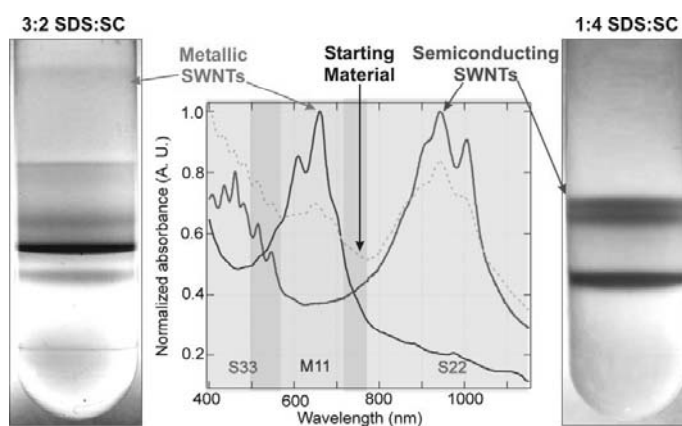 3:2 SDS:SC
1:4 SDS:SC
Metallic
SWNTs
Starting
Material
Semiconducting
SWNTs
Normalized absorbance (A. U.)
1.0
0.8
0.6
0.4
0.2
S33
M11
S22
400
600
800
1000
Wavelength (nm)